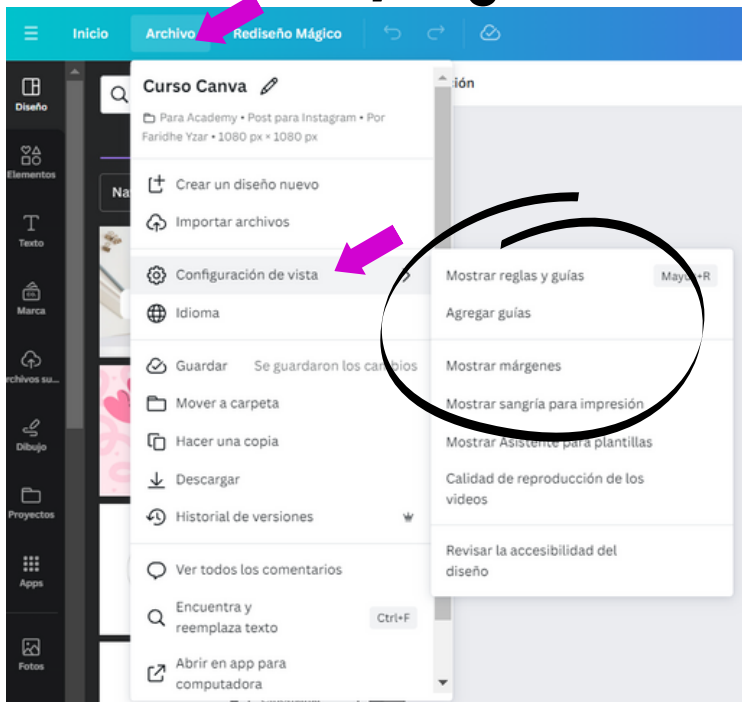 Inicio
Archivo
Rediseño Mágico
Diseño
Elementos
Texto
Marca
Dibujo
Proyectos
Apps
Fotos
Curso Canva
Para Academy • Post para Instagram • Por
Faridhe Yzar • 1080 px × 1080 px
Crear un diseño nuevo
Importar archivos
Configuración de vista
Idioma
Guardar Se guardaron los cambios
Mover a carpeta
Hacer una copia
Descargar
Historial de versiones
Ver todos los comentarios
Encuentra y
reemplaza texto
Ctrl+F
Abrir en app para
computadora
Mostrar reglas y guías
Agregar guías
Mostrar márgenes
Mostrar sangría para impresión
Mostrar Asistente para plantillas
Calidad de reproducción de los
videos
Revisar la accesibilidad del
diseño